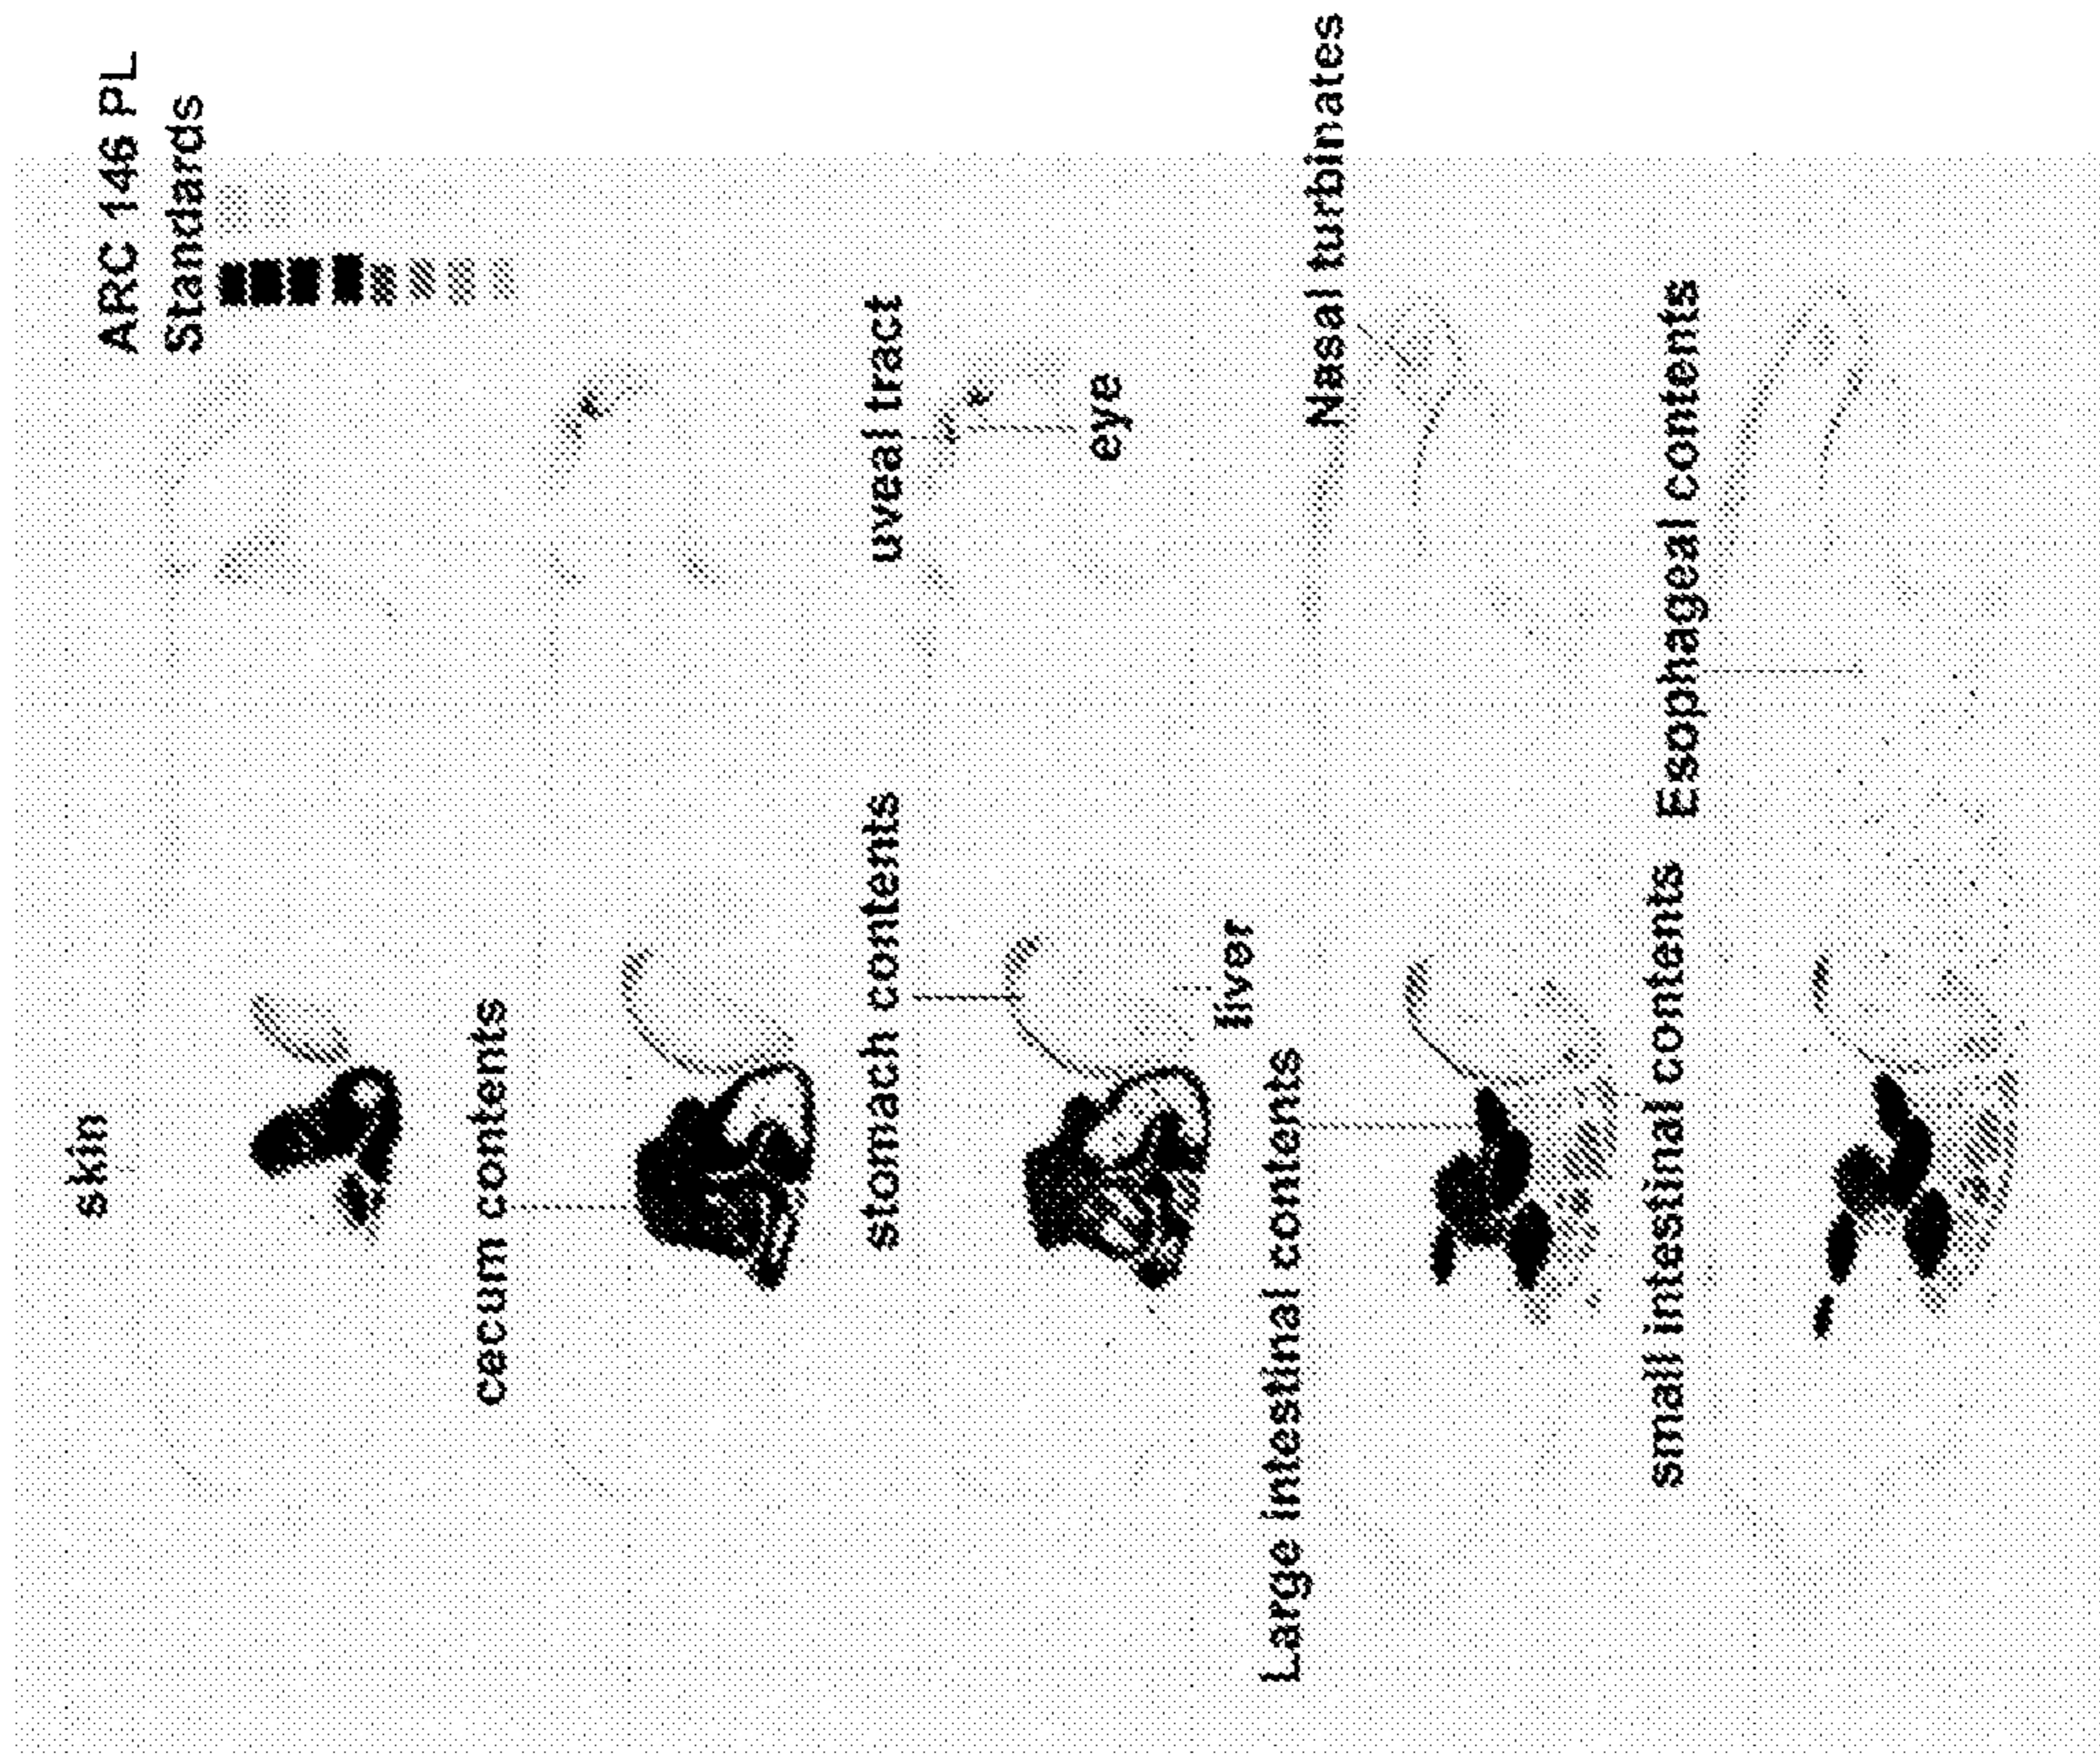 skin
ARC 146 PL
Standards
cecum contents
stomach contents
uveal tract
eye
liver
Large intestinal contents
Nasal turbinates
small intestinal contents
Esophageal contents